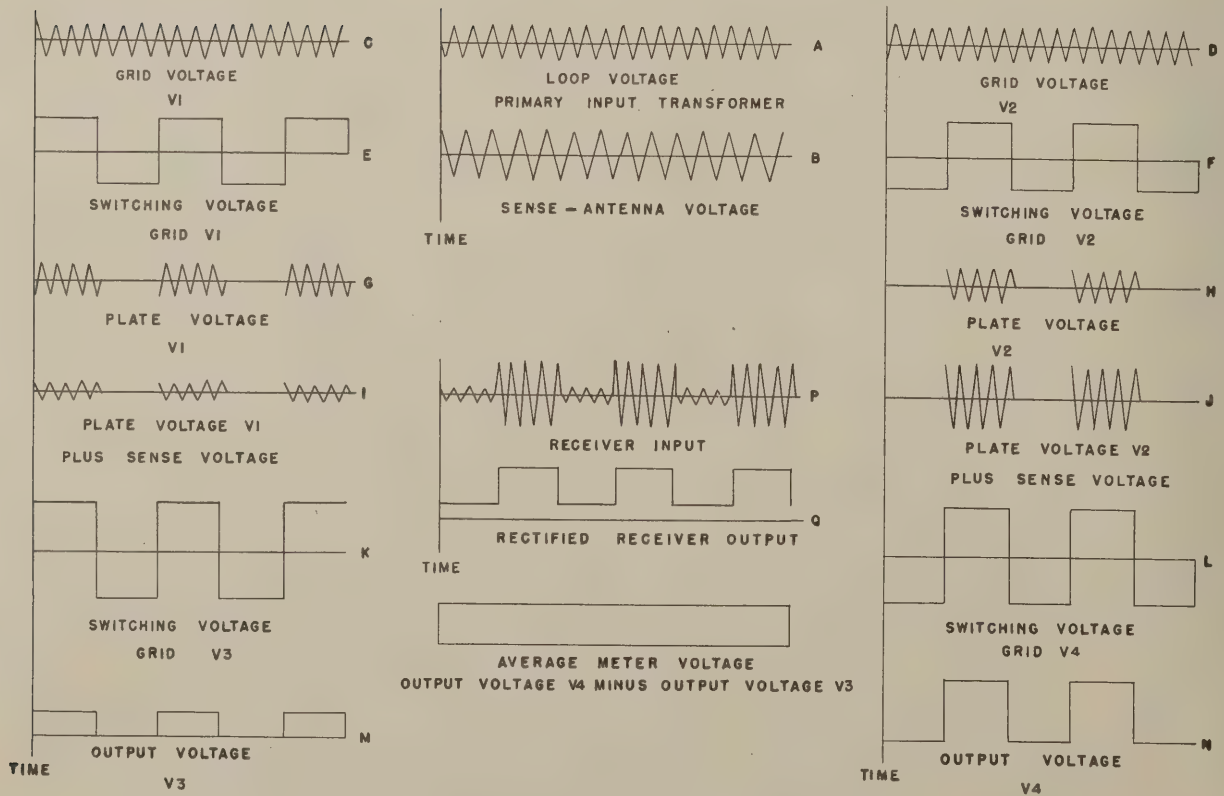 C
GRID VOLTAGE
V1
E
SWITCHING VOLTAGE
GRID V1
G
PLATE VOLTAGE
V1
I
PLATE VOLTAGE V1
PLUS SENSE VOLTAGE
K
SWITCHING VOLTAGE
GRID V3
M
OUTPUT VOLTAGE
TIME
V3
A
LOOP VOLTAGE
PRIMARY INPUT TRANSFORMER
B
SENSE-ANTENNA VOLTAGE
TIME
P
RECEIVER INPUT
Q
RECTIFIED RECEIVER OUTPUT
TIME
AVERAGE METER VOLTAGE
OUTPUT VOLTAGE V4 MINUS OUTPUT VOLTAGE V3
D
GRID VOLTAGE
V2
F
SWITCHING VOLTAGE
GRID V2
H
PLATE VOLTAGE
V2
J
PLATE VOLTAGE V2
PLUS SENSE VOLTAGE
L
SWITCHING VOLTAGE
GRID V4
N
OUTPUT VOLTAGE
TIME
V4